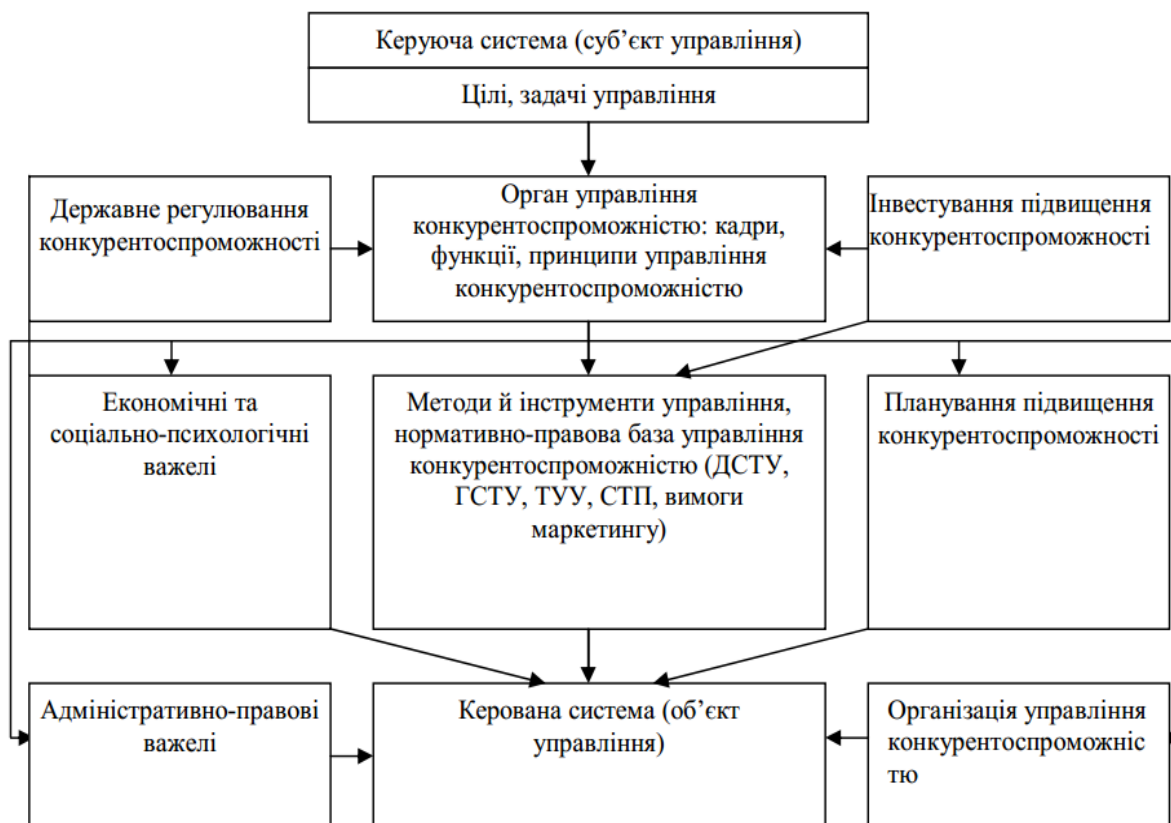 Керуюча система (суб’єкт управління)
Цілі, задачі управління
Державне регулювання
конкурентоспроможності
Орган управління
конкурентоспроможністю: кадри,
функції, принципи управління
конкурентоспроможністю
Інвестування підвищення
конкурентоспроможності
Економічні та
соціально-психологічні
важелі
Методи й інструменти управління,
нормативно-правова база управління
конкурентоспроможністю (ДСТУ,
ГСТУ, ТУУ, СТП, вимоги
маркетингу)
Планування підвищення
конкурентоспроможності
Адміністративно-правові
важелі
Керована система (об’єкт
управління)
Організація управління
конкурентоспроможніс
тю